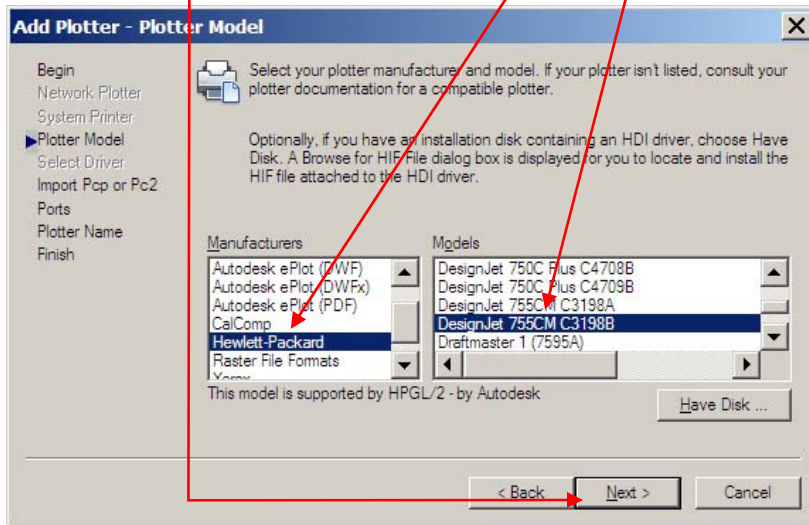 Add Plotter - Plotter Model
Begin
Network Plotter
System Printer
Plotter Model
Select Driver
Import Pcp or Pc2
Ports
Plotter Name
Finish
Select your plotter manufacturer and model. If your plotter isn't listed, consult your
plotter documentation for a compatible plotter.
Optionally, if you have an installation disk containing an HDI driver, choose Have
Disk. A Browse for HIF File dialog box is displayed for you to locate and install the
HIF file attached to the HDI driver.
Manufacturers
Autodesk ePlot (DWF)
Autodesk ePlot (DWFx)
Autodesk ePlot (PDF)
CalComp
Hewlett-Packard
Raster File Formats
Models
DesignJet 750C Plus C4708B
DesignJet 750C Plus C4709B
DesignJet 755CM C3198A
DesignJet 755CM C3198B
Draftmaster 1 (7595A)
This model is supported by HPGL/2 - by Autodesk
Have Disk ...
< Back
Next >
Cancel